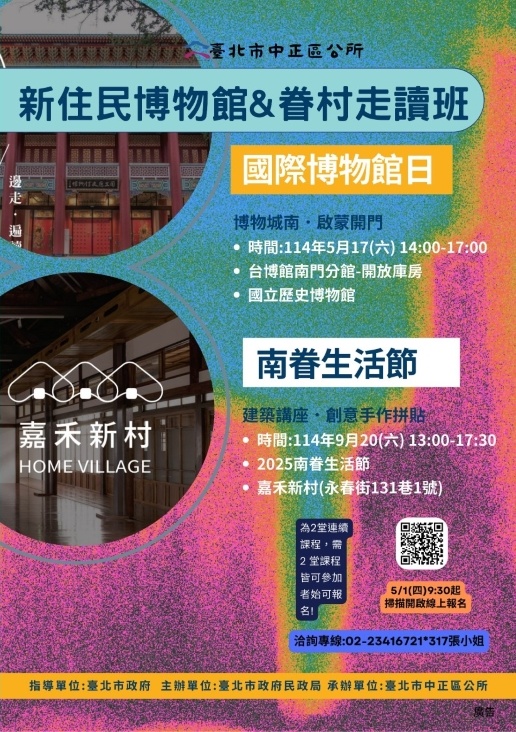 臺北市中正區公所
新住民博物館&眷村走讀班
國際博物館日
博物城南・啟蒙開門
• 時間:114年5月17(六) 14:00-17:00
• 台博館南門分館-開放庫房
• 國立歷史博物館
邊走・遍
南眷生活節
建築講座・創意手作拼貼
• 時間:114年9月20(六) 13:00-17:30
• 2025南眷生活節
• 嘉禾新村(永春街131巷1號)
嘉禾新村
HOME VILLAGE
為2堂連續
課程,需
2 堂課程
皆可參加
者始可報
名!
5/1(四)9:30起
掃描開啟線上報名
洽詢專線:02-23416721*317張小姐
指導單位:臺北市政府 主辦單位:臺北市政府民政局 承辦單位:臺北市中正區公所
廣告